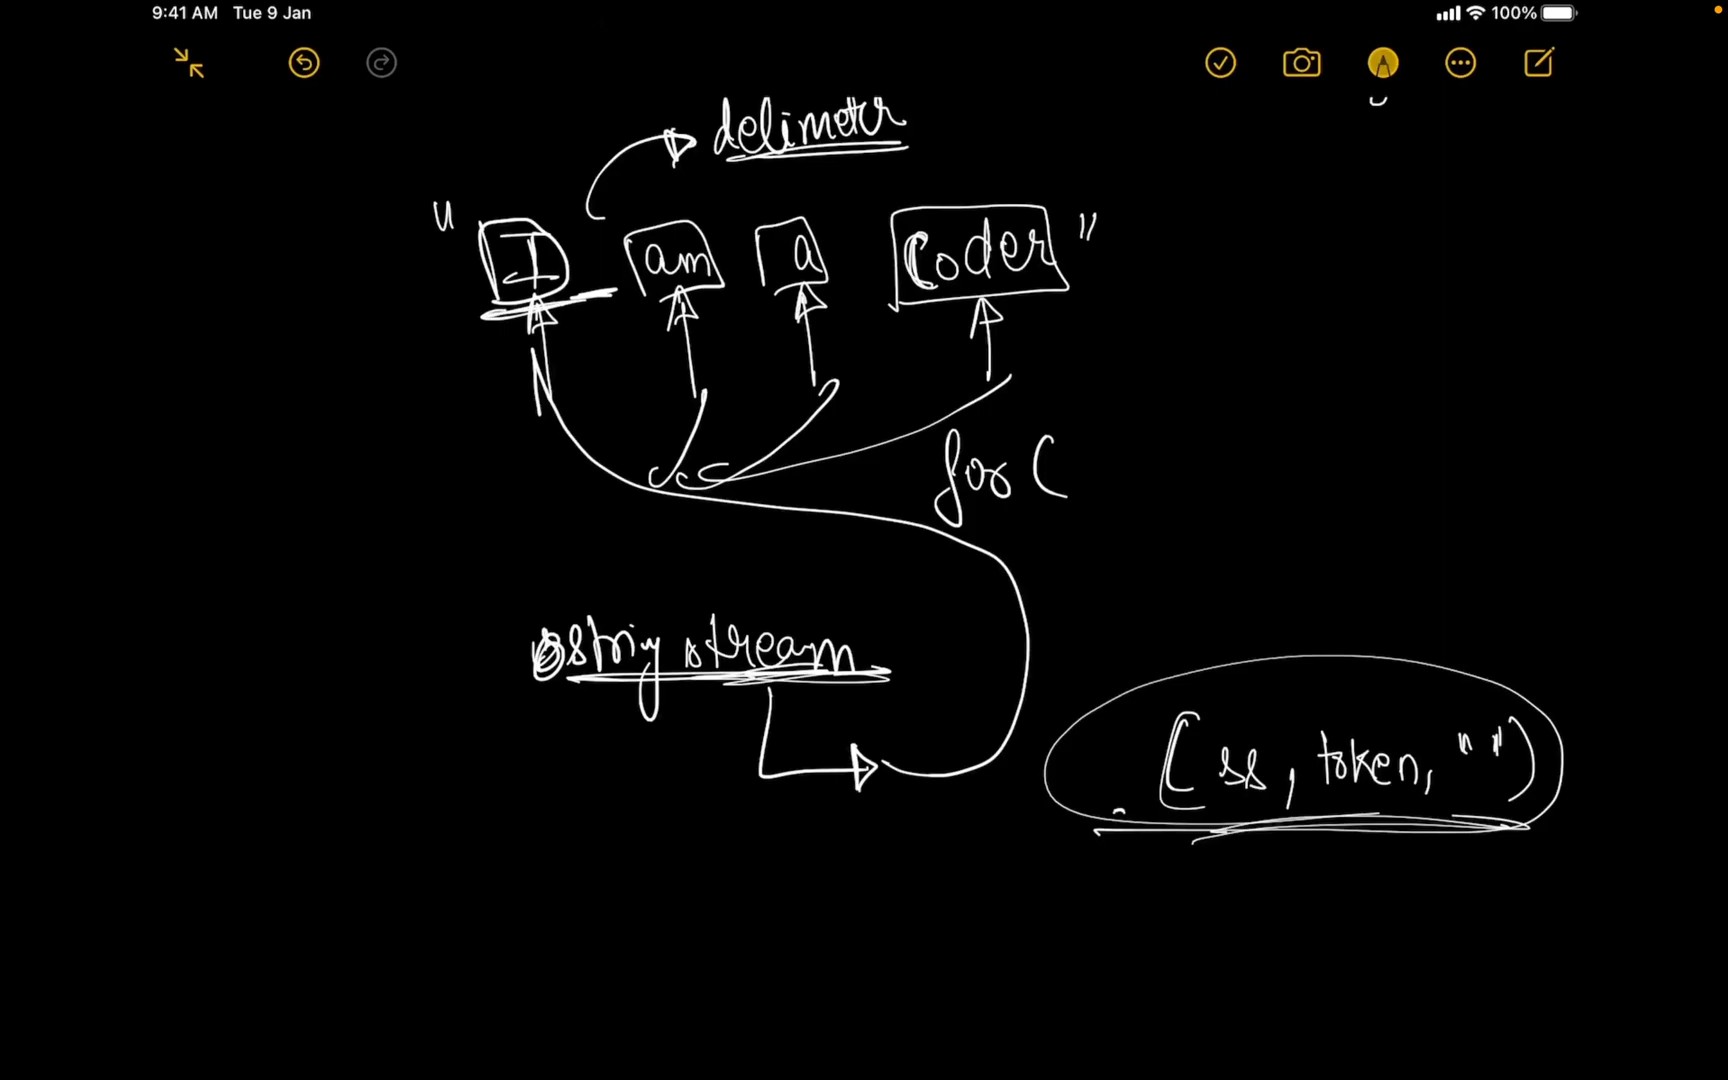 9:41 AM Tue 9 Jan 100%
delimeter
" I am a Coder "
for (
stringstream
( ss, token, " " )